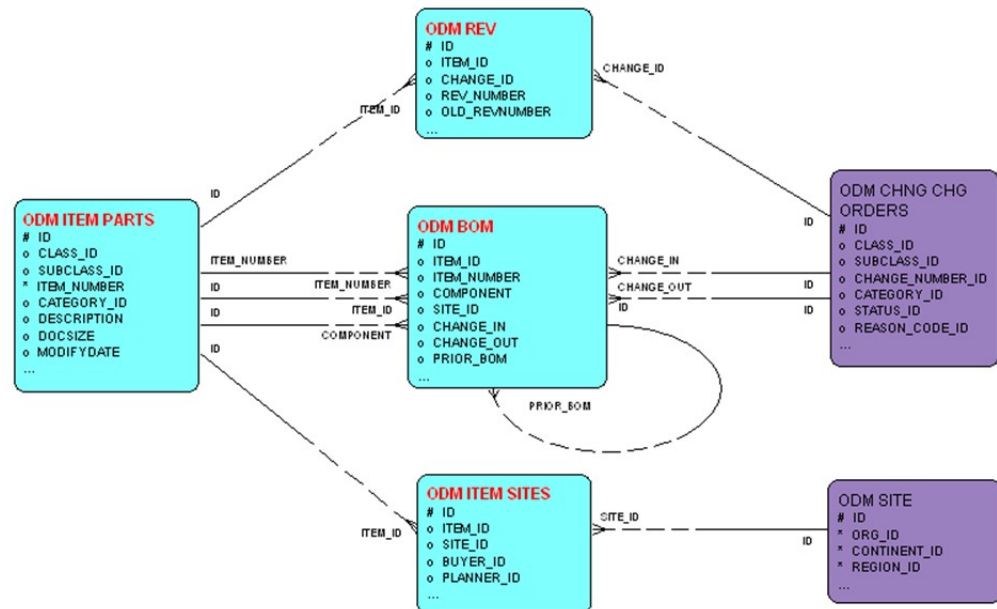 ODM REV
# ID
o ITEM_ID
o CHANGE_ID
o REV_NUMBER
o OLD_REVNUMBER
...
CHANGE_ID
ITEM_ID
ID
ID
ODM ITEM PARTS
# ID
o CLASS_ID
o SUBCLASS_ID
* ITEM_NUMBER
o CATEGORY_ID
o DESCRIPTION
o DOCSIZE
o MODIFYDATE
...
ITEM_NUMBER
ID
ITEM_NUMBER
ID
ITEM_ID
COMPONENT
ID
ODM BOM
# ID
o ITEM_ID
o ITEM_NUMBER
o COMPONENT
o SITE_ID
o CHANGE_IN
o CHANGE_OUT
o PRIOR_BOM
...
CHANGE_IN
ID
CHANGE_OUT
ID
ID
PRIOR_BOM
ODM CHNG CHG
ORDERS
# ID
o CLASS_ID
o SUBCLASS_ID
o CHANGE_NUMBER_ID
o CATEGORY_ID
o STATUS_ID
o REASON_CODE_ID
...
ODM ITEM SITES
# ID
o ITEM_ID
o SITE_ID
o BUYER_ID
o PLANNER_ID
...
ITEM_ID
SITE_ID
ID
ODM SITE
# ID
* ORG_ID
* CONTINENT_ID
* REGION_ID
...